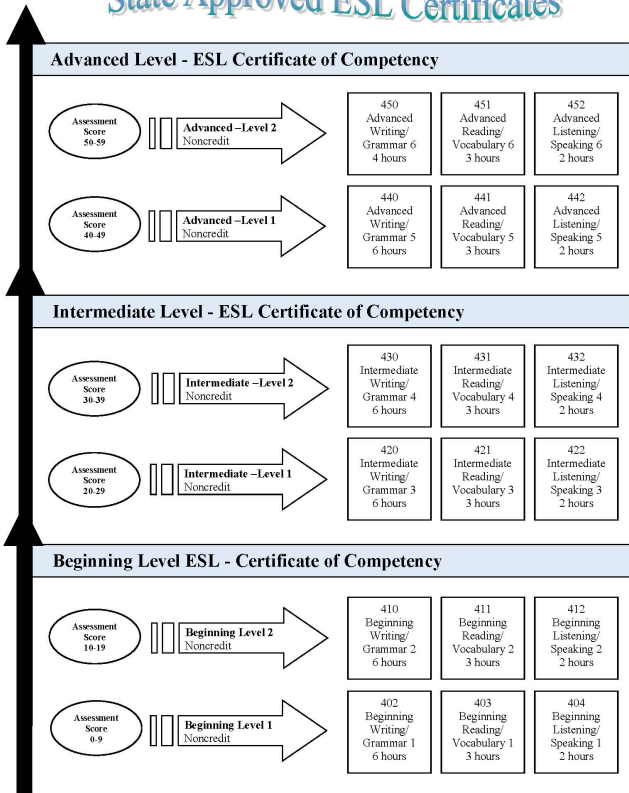 State Approved ESL Certificates
Advanced Level - ESL Certificate of Competency
Assessment
Score
50-59
Advanced –Level 2
Noncredit
450
Advanced
Writing/
Grammar 6
4 hours
451
Advanced
Reading/
Vocabulary 6
3 hours
452
Advanced
Listening/
Speaking 6
2 hours
Assessment
Score
40-49
Advanced –Level 1
Noncredit
440
Advanced
Writing/
Grammar 5
6 hours
441
Advanced
Reading/
Vocabulary 5
3 hours
442
Advanced
Listening/
Speaking 5
2 hours
Intermediate Level - ESL Certificate of Competency
Assessment
Score
30-39
Intermediate –Level 2
Noncredit
430
Intermediate
Writing/
Grammar 4
6 hours
431
Intermediate
Reading/
Vocabulary 4
3 hours
432
Intermediate
Listening/
Speaking 4
2 hours
Assessment
Score
20-29
Intermediate –Level 1
Noncredit
420
Intermediate
Writing/
Grammar 3
6 hours
421
Intermediate
Reading/
Vocabulary 3
3 hours
422
Intermediate
Listening/
Speaking 3
2 hours
Beginning Level ESL - Certificate of Competency
Assessment
Score
10-19
Beginning Level 2
Noncredit
410
Beginning
Writing/
Grammar 2
6 hours
411
Beginning
Reading/
Vocabulary 2
3 hours
412
Beginning
Listening/
Speaking 2
2 hours
Assessment
Score
0-9
Beginning Level 1
Noncredit
402
Beginning
Writing/
Grammar 1
6 hours
403
Beginning
Reading/
Vocabulary 1
3 hours
404
Beginning
Listening/
Speaking 1
2 hours